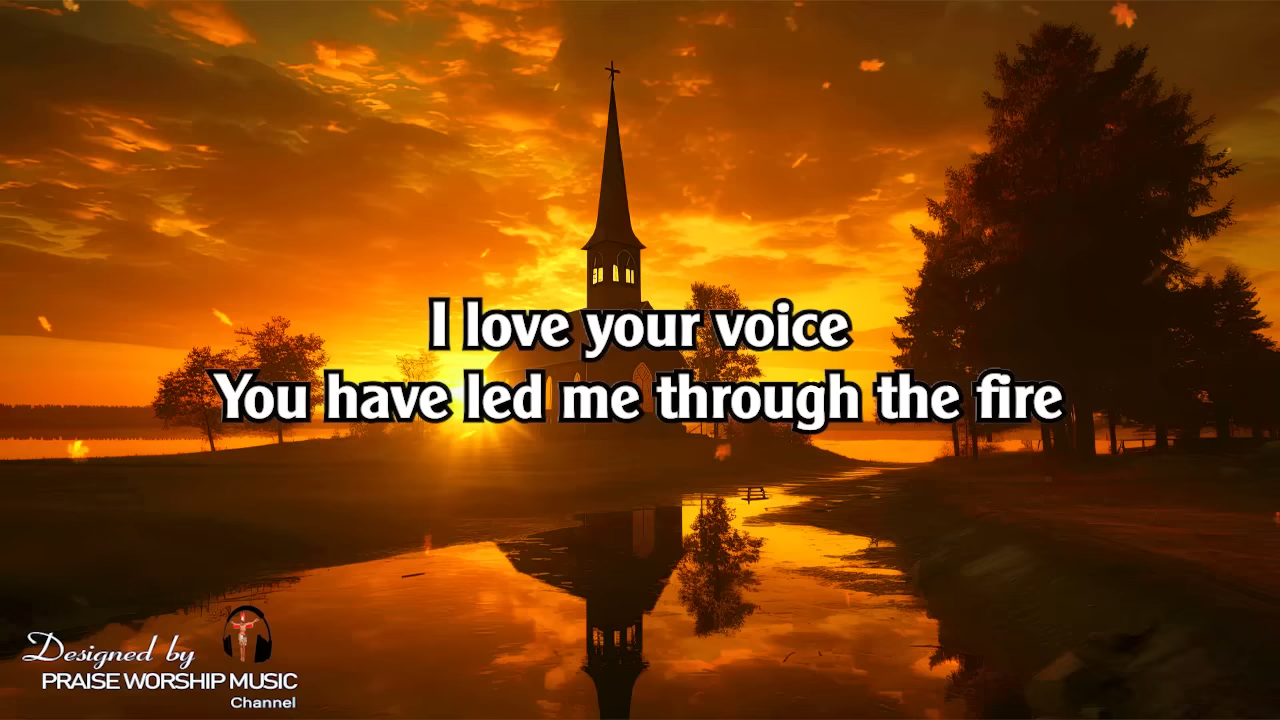 I love your voice
You have led me through the fire
Designed by
PRAISE WORSHIP MUSIC
Channel